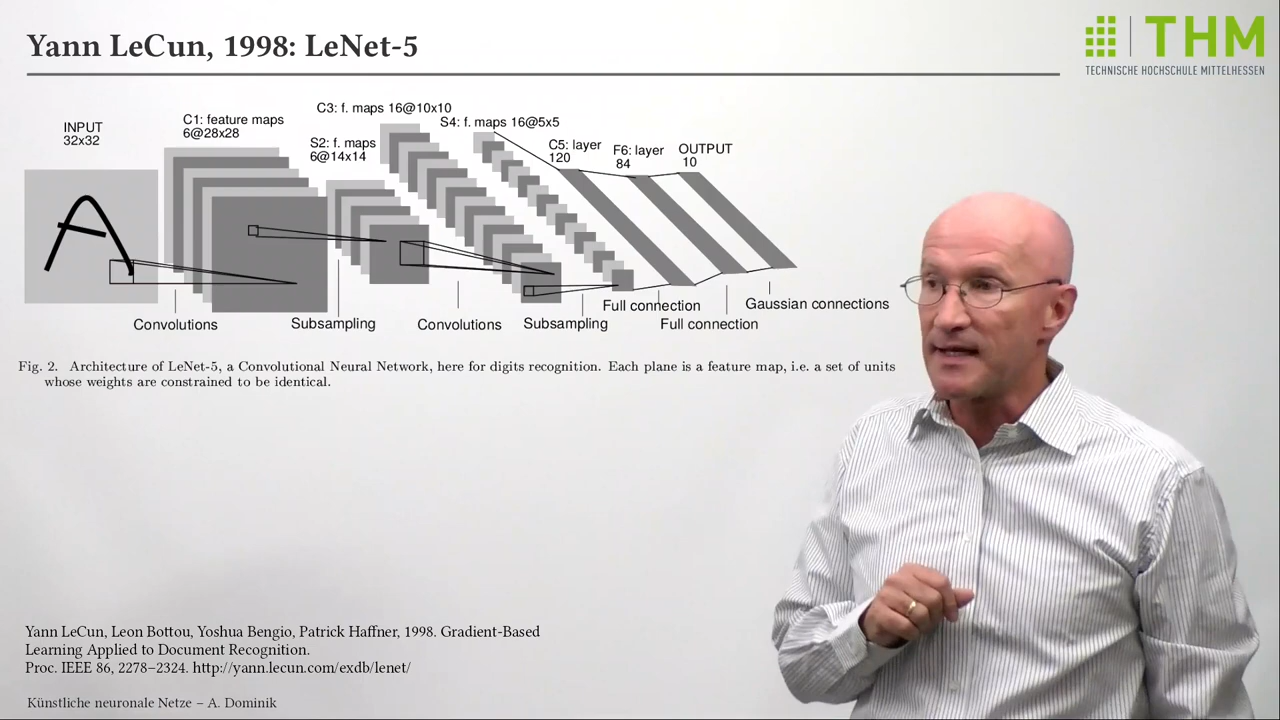 Yann LeCun, 1998: LeNet-5
THM
TECHNISCHE HOCHSCHULE MITTELHESSEN
INPUT
32x32
C1: feature maps
6@28x28
S2: f. maps
6@14x14
C3: f. maps 16@10x10
S4: f. maps 16@5x5
C5: layer
120
F6: layer
84
OUTPUT
10
Convolutions
Subsampling
Convolutions
Subsampling
Full connection
Full connection
Gaussian connections
A
Fig. 2. Architecture of LeNet-5, a Convolutional Neural Network, here for digits recognition. Each plane is a feature map, i.e. a set of units
whose weights are constrained to be identical.
Yann LeCun, Leon Bottou, Yoshua Bengio, Patrick Haffner, 1998. Gradient-Based
Learning Applied to Document Recognition.
Proc. IEEE 86, 2278–2324. http://yann.lecun.com/exdb/lenet/
Künstliche neuronale Netze – A. Dominik